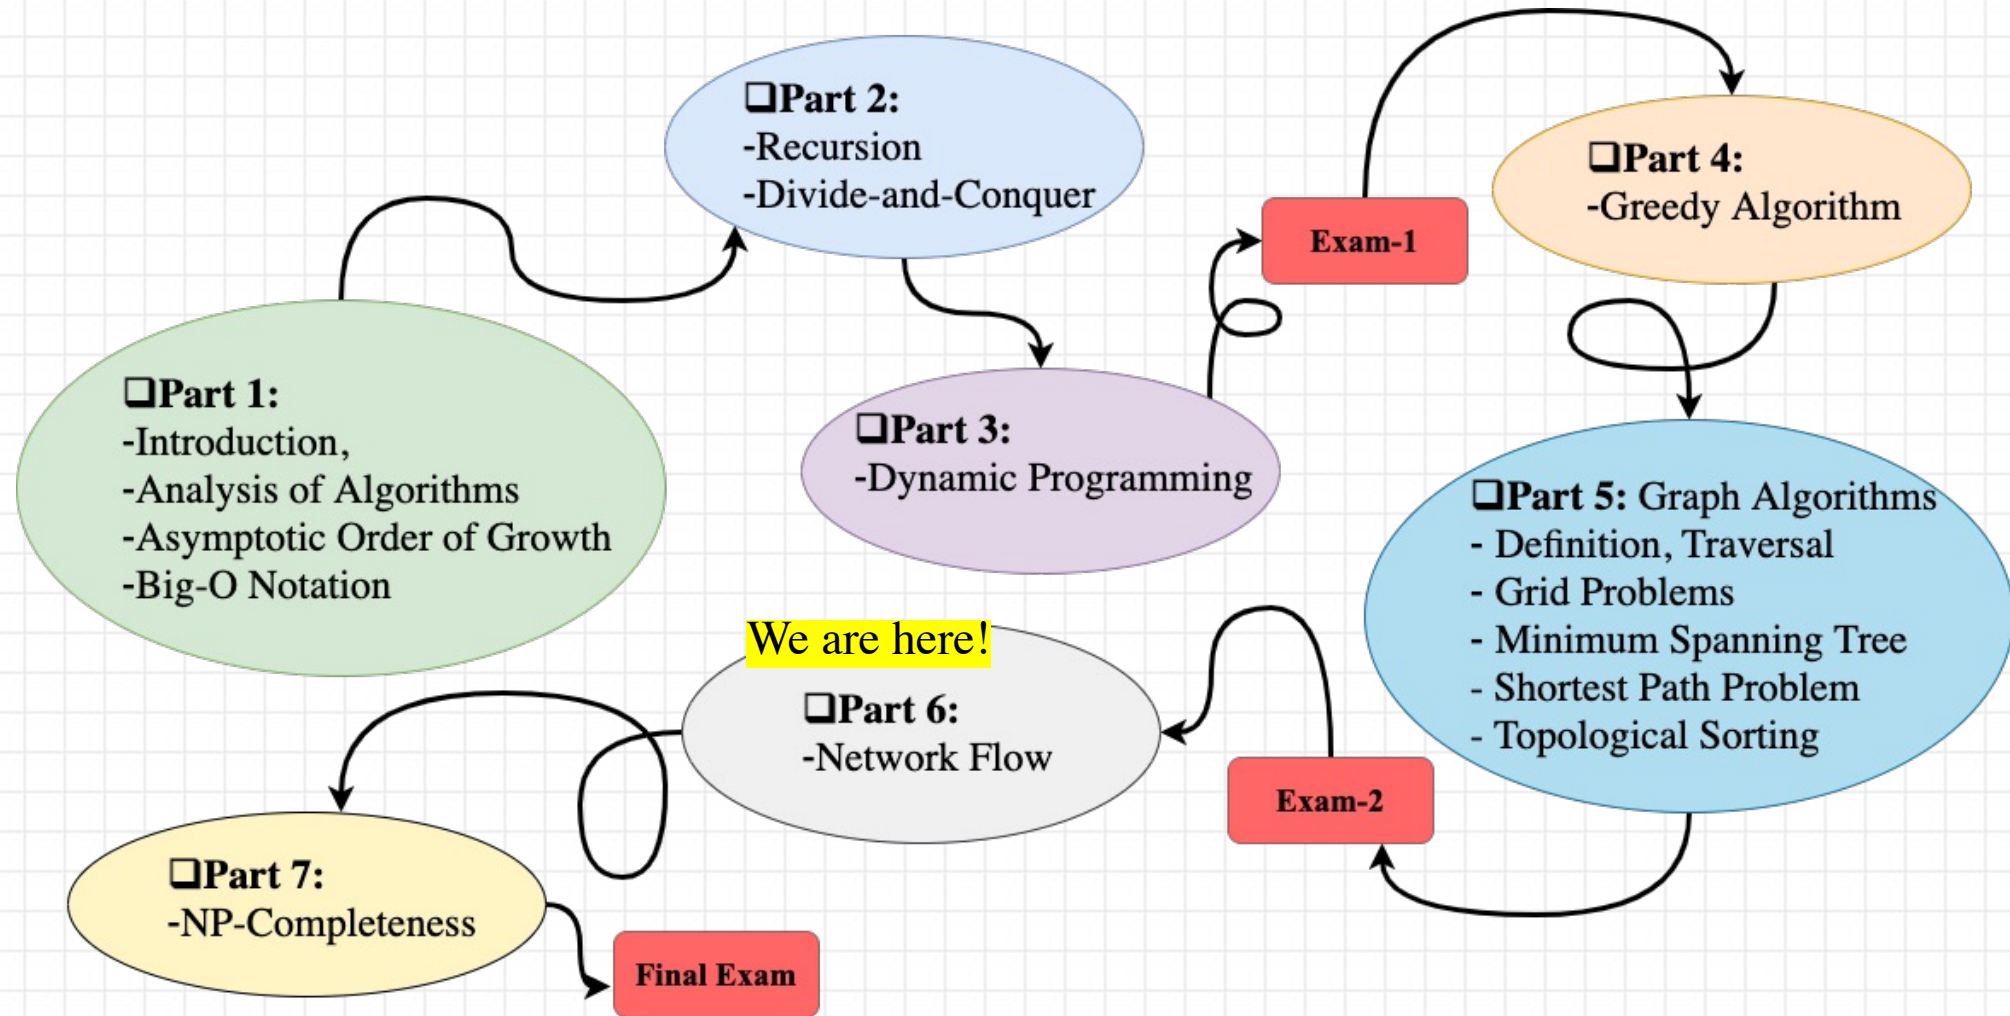 ❑Part 1:
-Introduction,
-Analysis of Algorithms
-Asymptotic Order of Growth
-Big-O Notation
❑Part 2:
-Recursion
-Divide-and-Conquer
❑Part 3:
-Dynamic Programming
Exam-1
❑Part 4:
-Greedy Algorithm
❑Part 5: Graph Algorithms
- Definition, Traversal
- Grid Problems
- Minimum Spanning Tree
- Shortest Path Problem
- Topological Sorting
Exam-2
We are here!
❑Part 6:
-Network Flow
❑Part 7:
-NP-Completeness
Final Exam